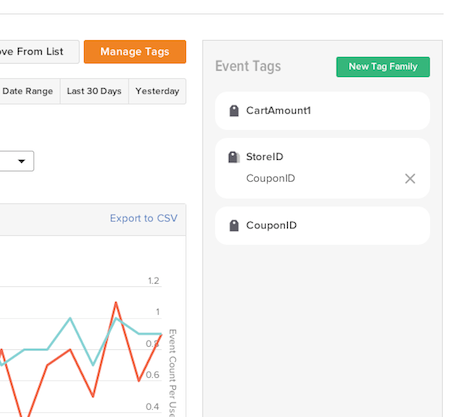 ove From List
Manage Tags
Date Range
Last 30 Days
Yesterday
Export to CSV
1.2
1
0.8
0.6
0.4
Event Count Per Use
Event Tags
New Tag Family
CartAmount1
StoreID
CouponID
CouponID